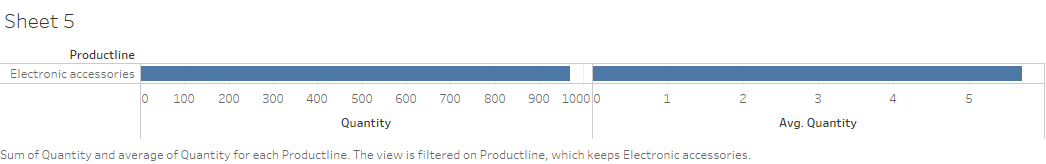 Sheet 5
Productline
Electronic accessories
0 100 200 300 400 500 600 700 800 900 1000 0 1 2 3 4 5
Quantity Avg. Quantity
Sum of Quantity and average of Quantity for each Productline. The view is filtered on Productline, which keeps Electronic accessories.